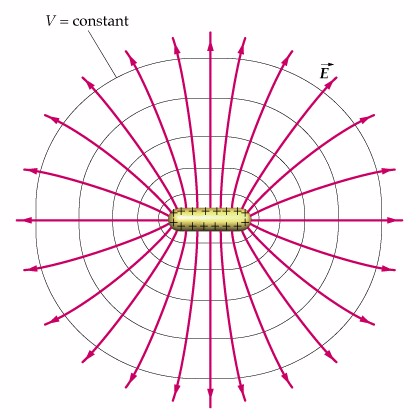 V = constant
E